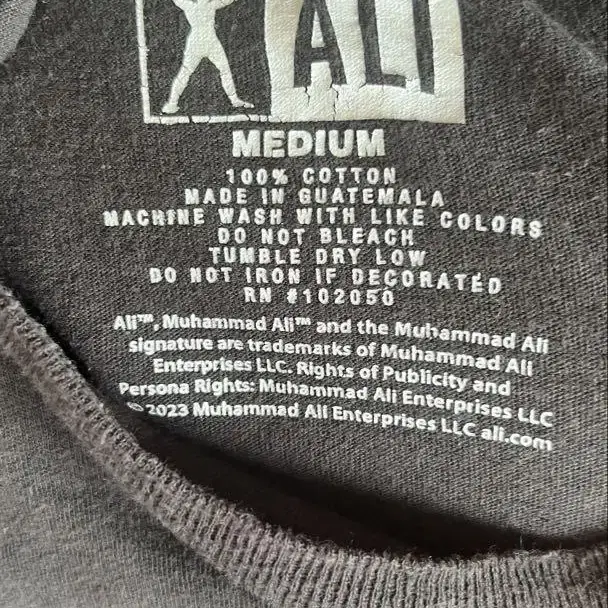 ALI
MEDIUM
100% COTTON
MADE IN GUATEMALA
MACHINE WASH WITH LIKE COLORS
DO NOT BLEACH
TUMBLE DRY LOW
DO NOT IRON IF DECORATED
RN #102050
Ali™, Muhammad Ali™ and the Muhammad Ali
signature are trademarks of Muhammad Ali
Enterprises LLC. Rights of Publicity and
Persona Rights: Muhammad Ali Enterprises LLC
© 2023 Muhammad Ali Enterprises LLC ali.com